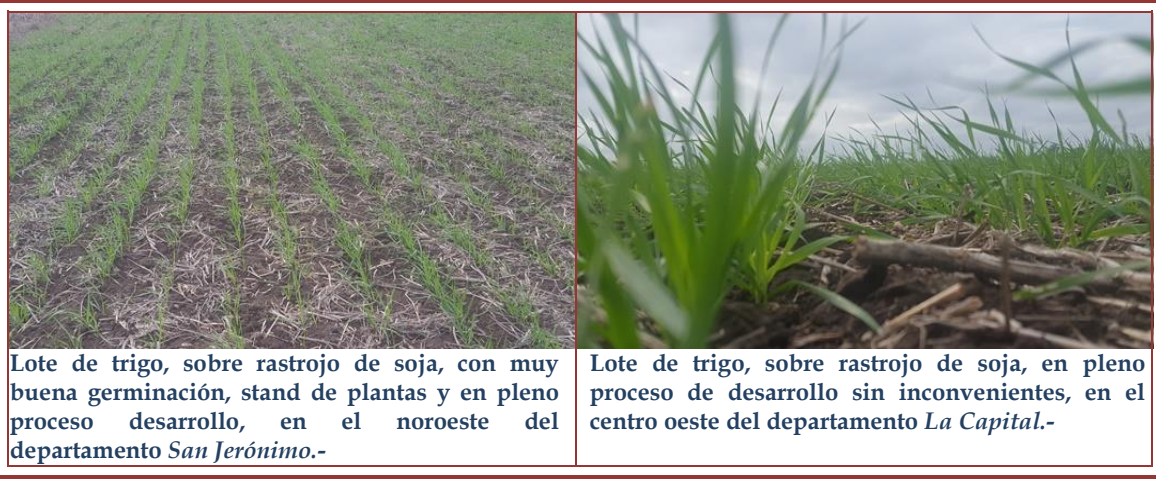 Lote de trigo, sobre rastrojo de soja, con muy
buena germinación, stand de plantas y en pleno
proceso desarrollo, en el noroeste del
departamento San Jerónimo.-
Lote de trigo, sobre rastrojo de soja, en pleno
proceso de desarrollo sin inconvenientes, en el
centro oeste del departamento La Capital.-